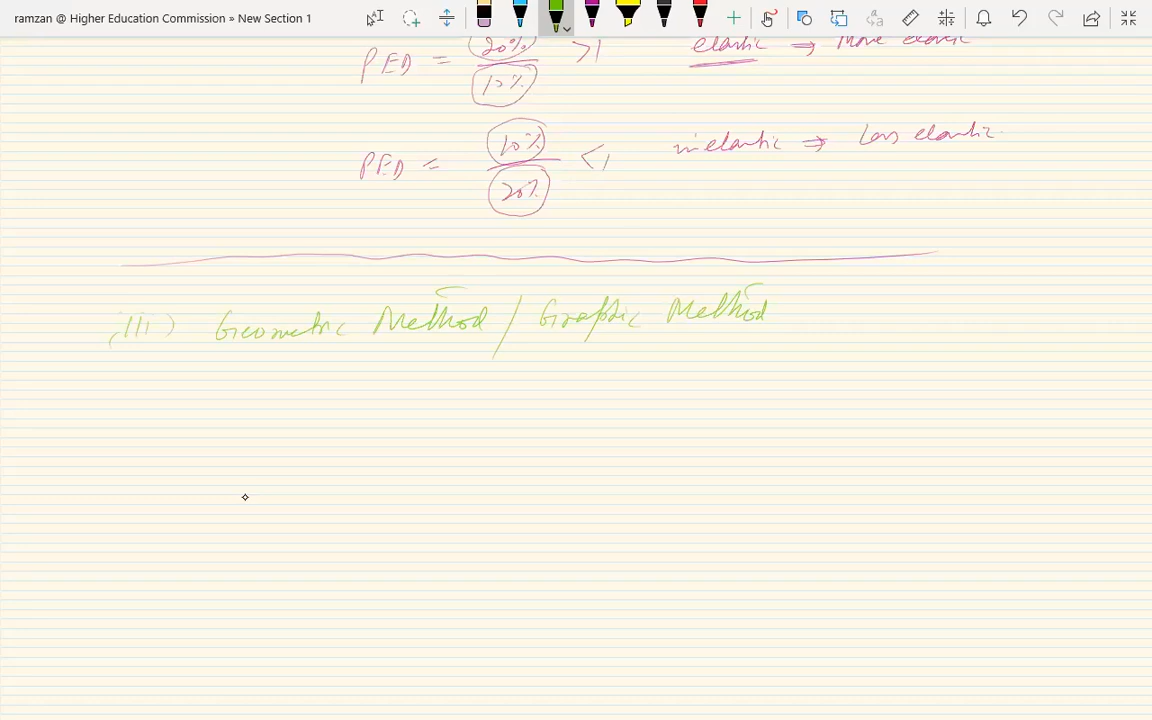 ramzan @ Higher Education Commission » New Section 1
PED = 20% / 10% >1 elastic ⇒ More elastic
PED = 10% / 20% <1 inelastic ⇒ Less elastic
(iii) Geometric Method / Graphic Method